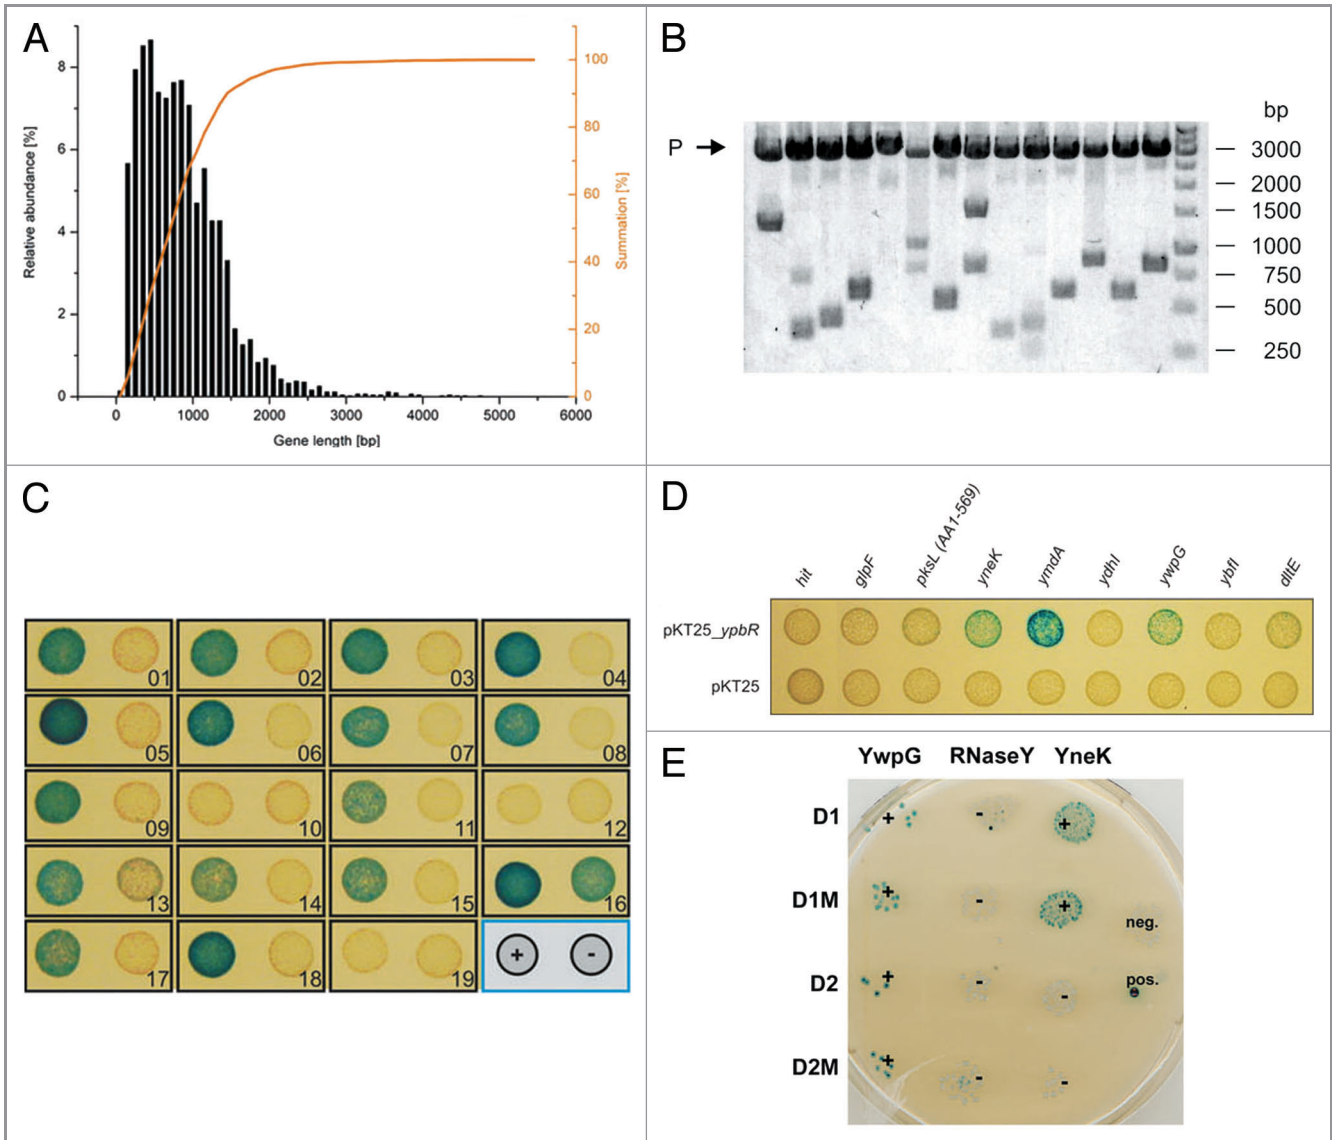 A
Relative abundance [%]
8
6
4
2
0
0 1000 2000 3000 4000 5000 6000
Gene length [bp]
100
80
60
40
20
0
Summation [%]
B
P
bp
3000
2000
1500
1000
750
500
250
C
01 02 03 04
05 06 07 08
09 10 11 12
13 14 15 16
17 18 19 + -
D
hit glpF pksL (AA1-569) yneK ymdA ydhI ywpG ybfI dltE
pKT25_ypbR
pKT25
E
YwpG RNaseY YneK
D1 + - +
D1M + - +
neg.
D2 + - -
pos.
D2M + - -